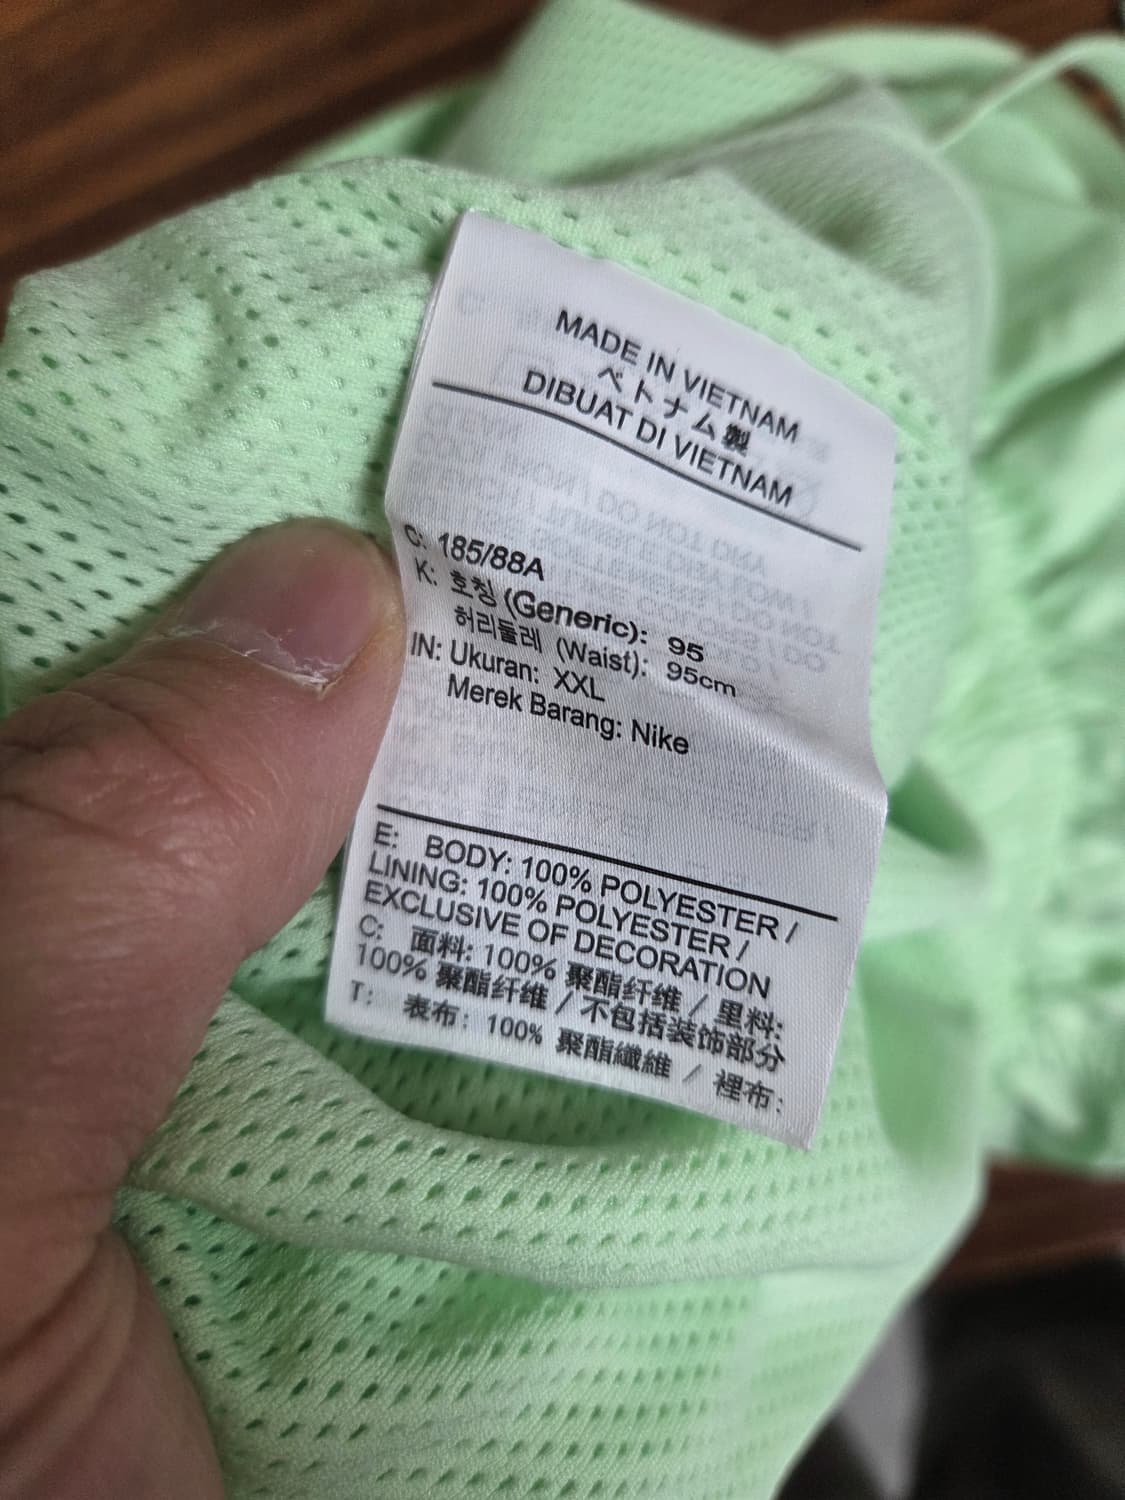 MADE IN VIETNAM
ベトナム製
DIBUAT DI VIETNAM
C: 185/88A
K: 호칭 (Generic): 95
허리둘레 (Waist): 95cm
IN: Ukuran: XXL
Merek Barang: Nike
E: BODY: 100% POLYESTER /
LINING: 100% POLYESTER /
EXCLUSIVE OF DECORATION
C: 面料: 100% 聚酯纤维 / 里料:
100% 聚酯纤维 / 不包括装饰部分
T: 表布: 100% 聚酯纖維 / 裡布: